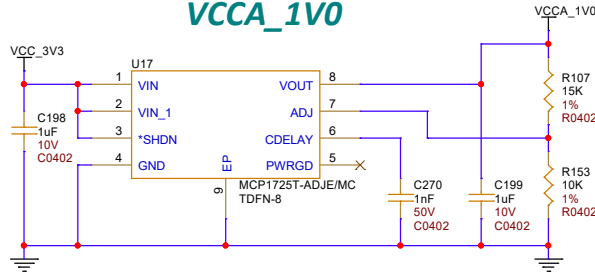 VCCA_1V0
VCCA_1V0
VCC_3V3
U17
1 VIN VOUT 8
2 VIN_1 ADJ 7
3 *SHDN CDELAY 6
4 GND PWRGD 5
EP
9
MCP1725T-ADJE/MC
TDFN-8
C198
1uF
10V
C0402
R107
15K
1%
R0402
R153
10K
1%
R0402
C270
1nF
50V
C0402
C199
1uF
10V
C0402